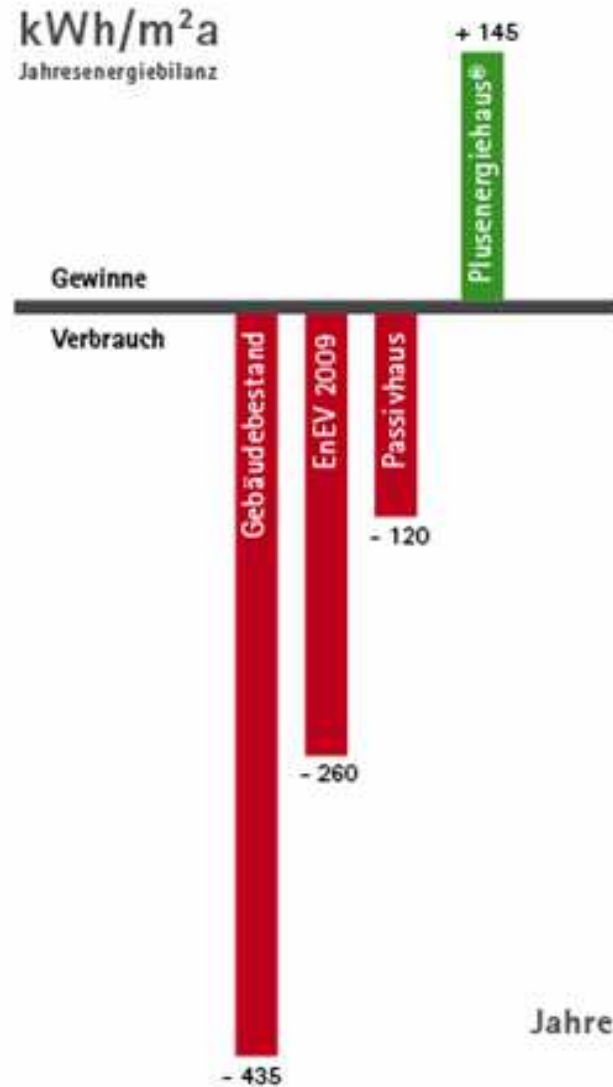 kWh/m²a
Jahresenergiebilanz
+ 145
Plusenergiehaus®
Gewinne
Verbrauch
Gebäudebestand
EnEV 2009
Passivhaus
- 120
- 260
- 435
Jahre